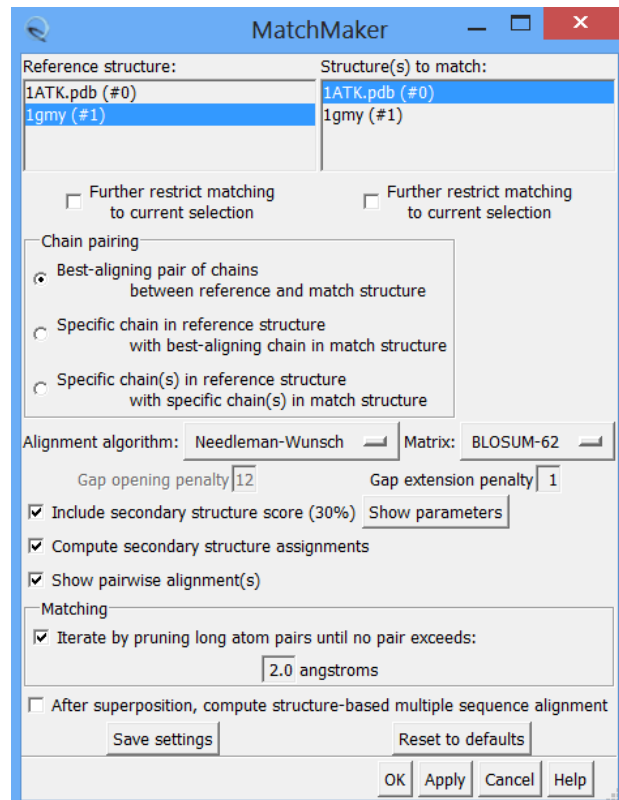 MatchMaker
Reference structure: Structure(s) to match:
1ATK.pdb (#0) 1ATK.pdb (#0)
1gmy (#1) 1gmy (#1)
Further restrict matching Further restrict matching
to current selection to current selection
Chain pairing
Best-aligning pair of chains
between reference and match structure
Specific chain in reference structure
with best-aligning chain in match structure
Specific chain(s) in reference structure
with specific chain(s) in match structure
Alignment algorithm: Needleman-Wunsch Matrix: BLOSUM-62
Gap opening penalty 12 Gap extension penalty 1
Include secondary structure score (30%) Show parameters
Compute secondary structure assignments
Show pairwise alignment(s)
Matching
Iterate by pruning long atom pairs until no pair exceeds:
2.0 angstroms
After superposition, compute structure-based multiple sequence alignment
Save settings Reset to defaults
OK Apply Cancel Help